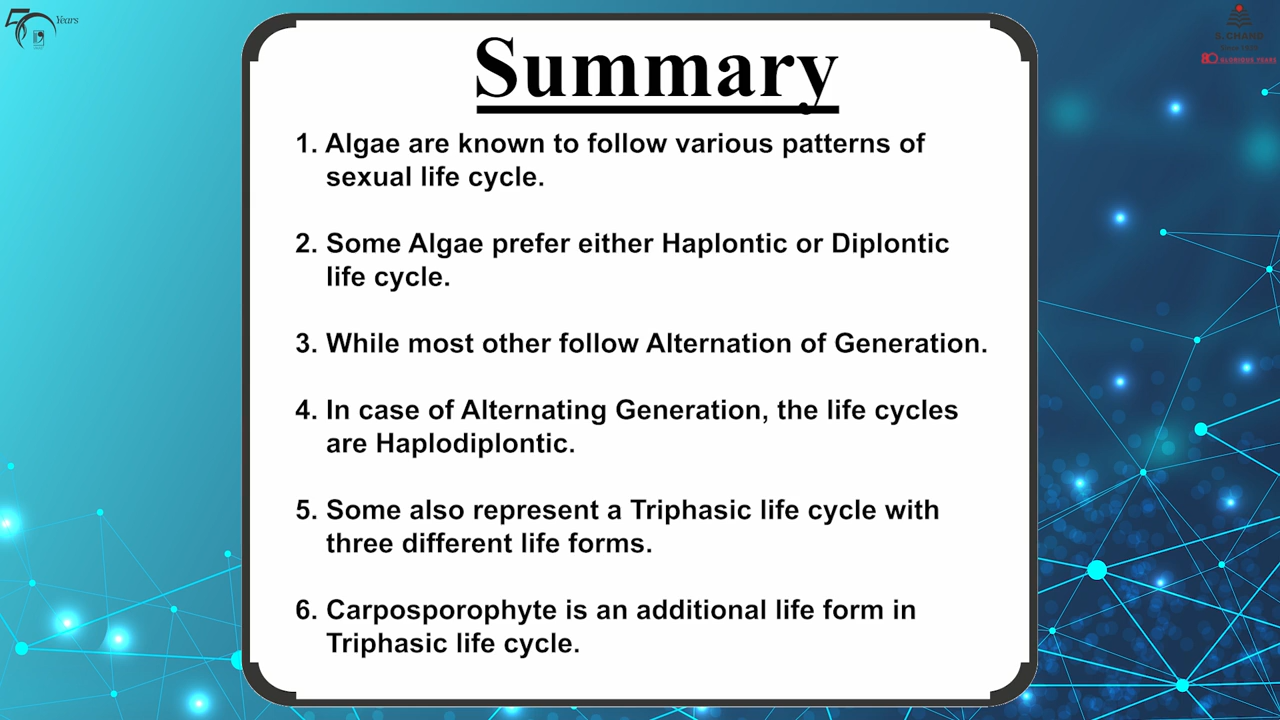 50 Years
S. CHAND
80 GLORIOUS YEARS
Summary
1. Algae are known to follow various patterns of
sexual life cycle.
2. Some Algae prefer either Haplontic or Diplontic
life cycle.
3. While most other follow Alternation of Generation.
4. In case of Alternating Generation, the life cycles
are Haplodiplontic.
5. Some also represent a Triphasic life cycle with
three different life forms.
6. Carposporophyte is an additional life form in
Triphasic life cycle.